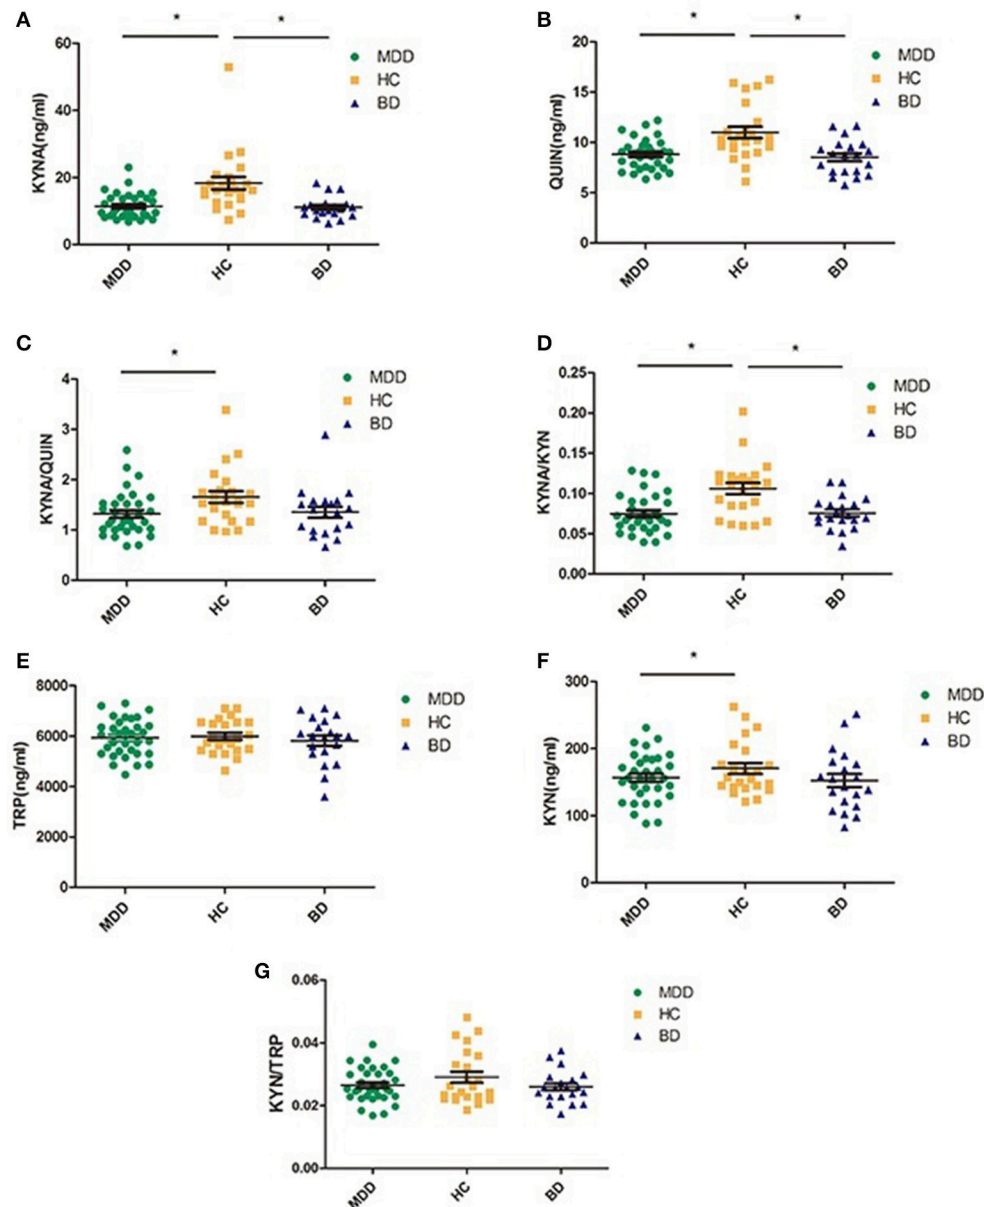 A
*
*
60
40
20
0
KYNA(ng/ml)
MDD
HC
BD
MDD
HC
BD
B
*
*
20
15
10
5
0
QUIN(ng/ml)
MDD
HC
BD
MDD
HC
BD
C
*
4
3
2
1
0
KYNA/QUIN
MDD
HC
BD
MDD
HC
BD
D
*
*
0.25
0.20
0.15
0.10
0.05
0.00
KYNA/KYN
MDD
HC
BD
MDD
HC
BD
E
8000
6000
4000
2000
0
TRP(ng/ml)
MDD
HC
BD
MDD
HC
BD
F
*
300
200
100
0
KYN(ng/ml)
MDD
HC
BD
MDD
HC
BD
G
0.06
0.04
0.02
0.00
KYN/TRP
MDD
HC
BD
MDD
HC
BD